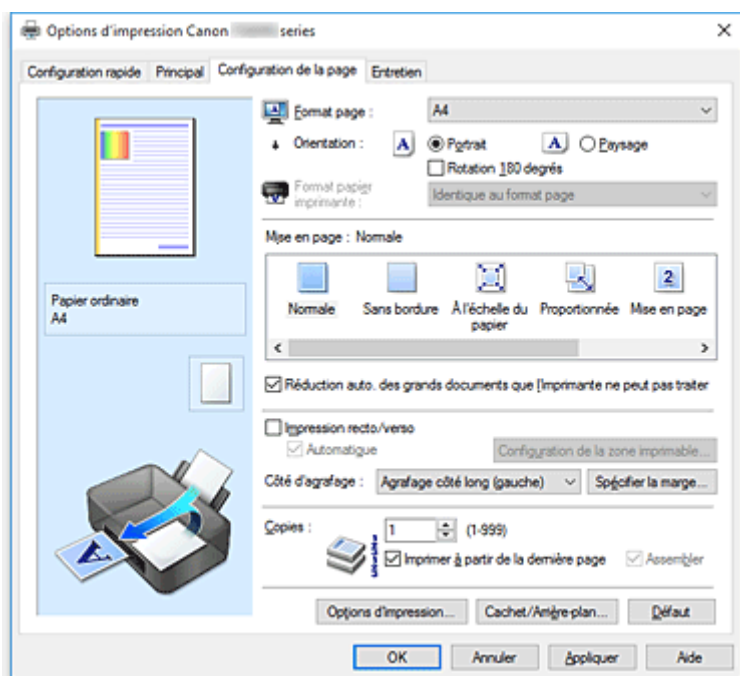 Options d'impression Canon series
Configuration rapide Principal Configuration de la page Entretien
Format page : A4
Orientation : A Portrait A Paysage
Rotation 180 degrés
Format papier imprimante : Identique au format page
Mise en page : Normale
Normale Sans bordure À l'échelle du papier Proportionnée Mise en page
Papier ordinaire
A4
Réduction auto. des grands documents que l'imprimante ne peut pas traiter
Impression recto/verso
Automatique Configuration de la zone imprimable...
Côté d'agrafage : Agrafage côté long (gauche) Spécifier la marge...
Copies : 1 (1-999)
Imprimer à partir de la dernière page Assembler
Options d'impression... Cachet/Arrière-plan... Défaut
OK Annuler Appliquer Aide